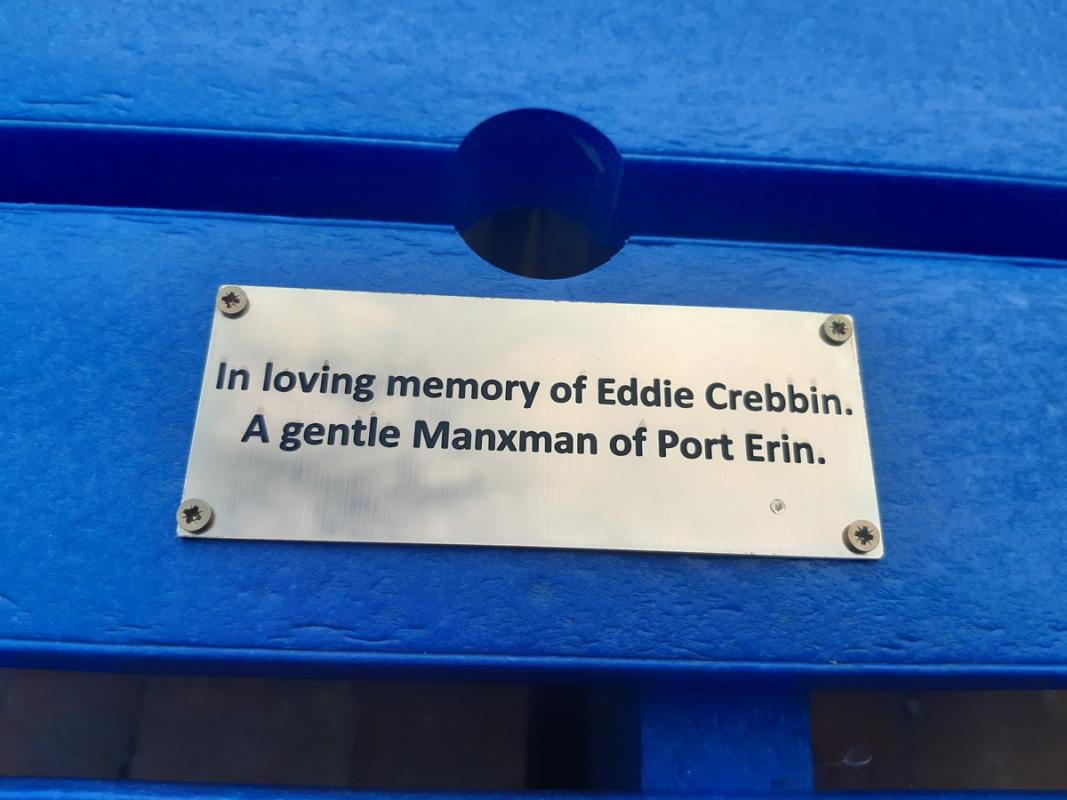 In loving memory of Eddie Crebbin.
A gentle Manxman of Port Erin.